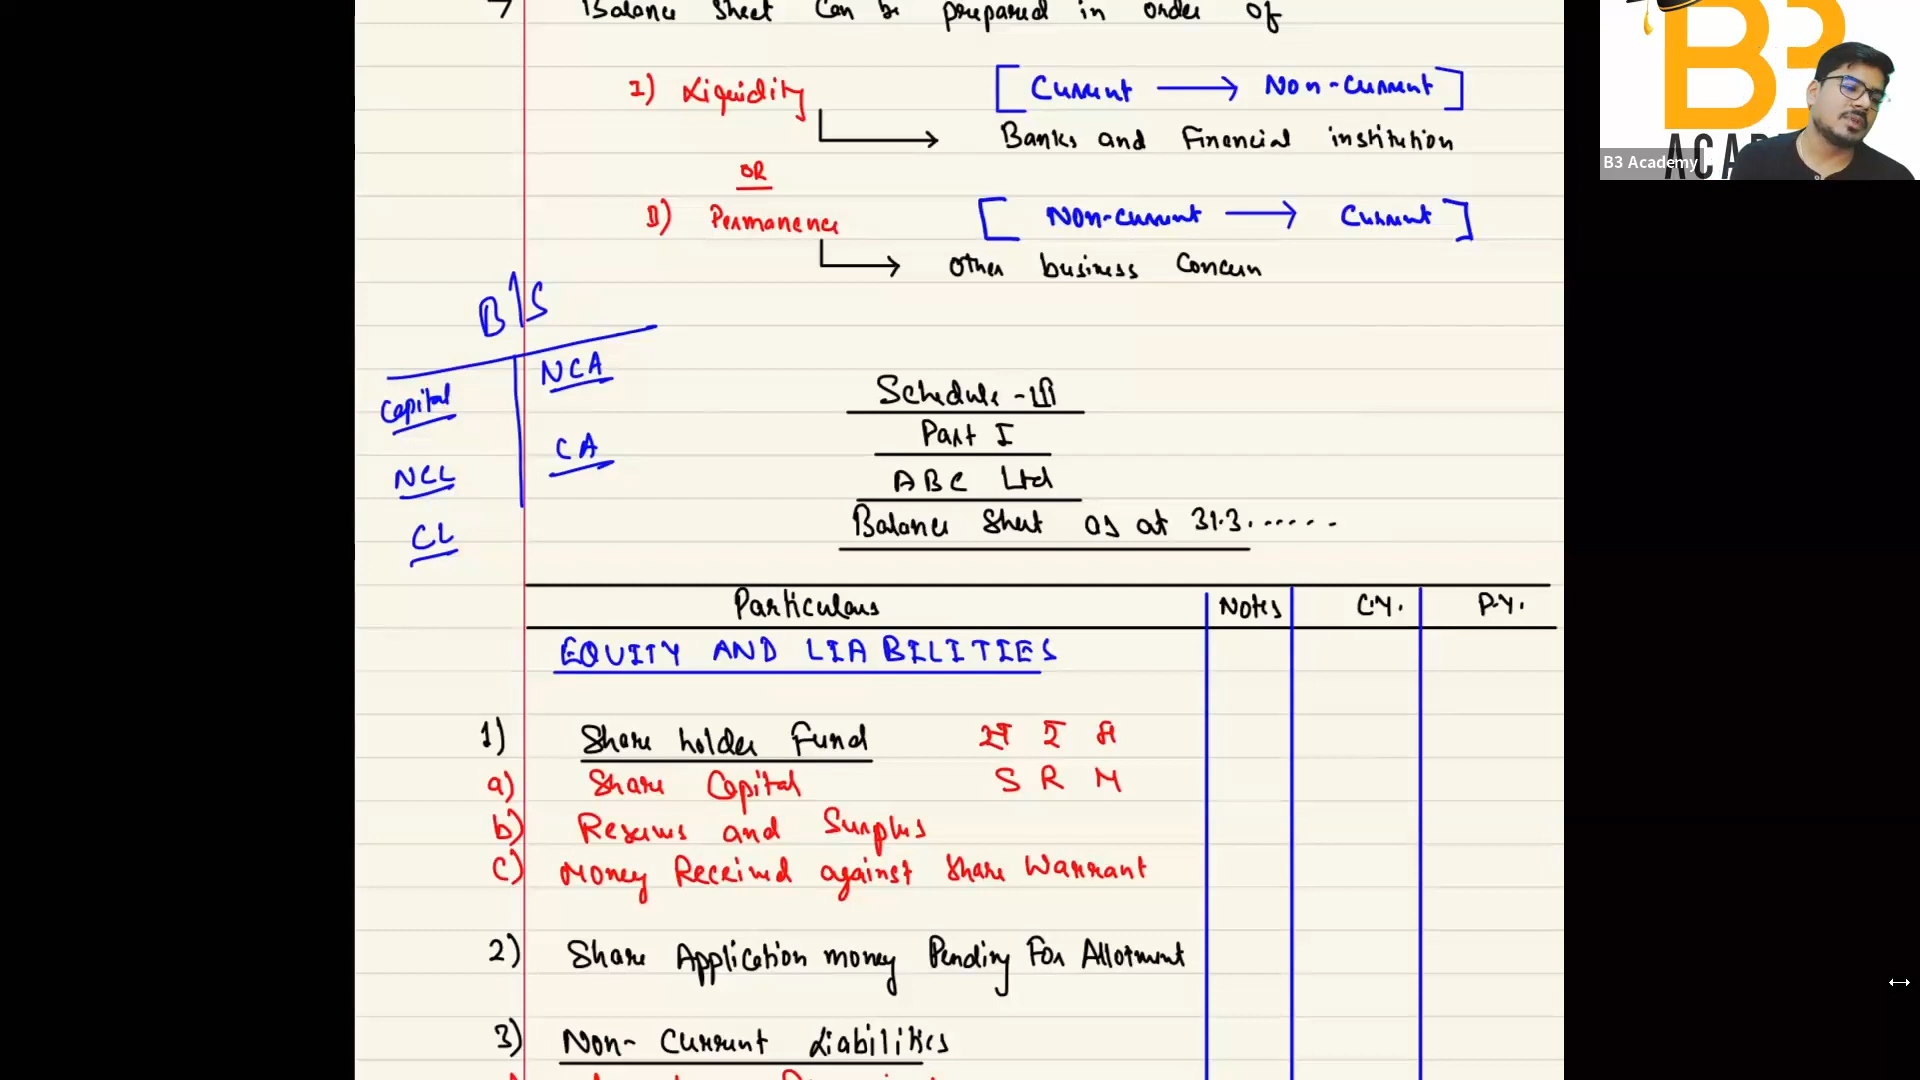 → Balance Sheet Can be prepared in order of
I) Liquidity [Current → Non-Current]
Banks and Financial institution
OR
II) Permanence [Non-Current → Current]
Other business Concern
B/S
Capital NCA
NCL CA
CL
Schedule - III
Part I
ABC Ltd
Balance Sheet as at 31.3.......
Particulars Notes C.Y. P.Y.
EQUITY AND LIABILITIES
1) Share holder Fund
a) Share Capital S R M
b) Reserves and Surplus
c) Money Received against Share Warrant
2) Share Application money Pending For Allotment
3) Non-Current Liabilities
B3
B3 Academy